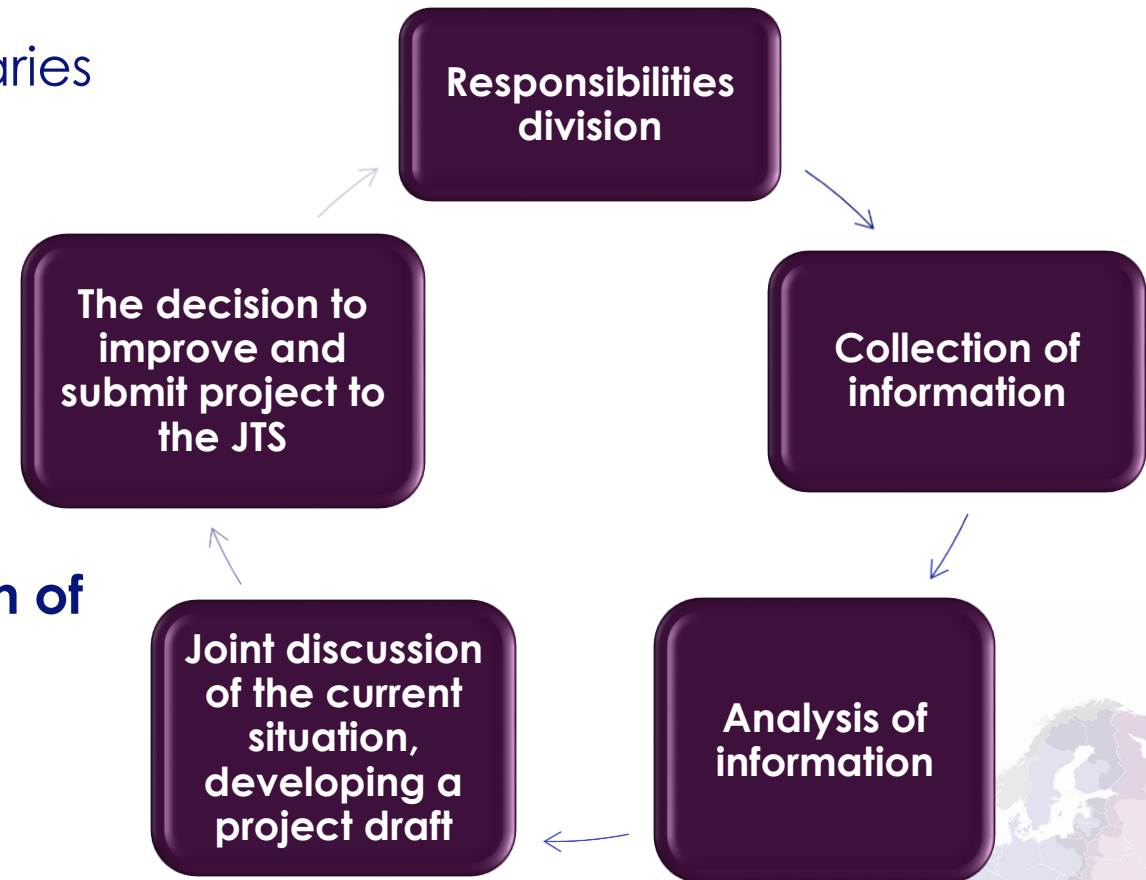 aries
Responsibilities
division
The decision to
improve and
submit project to
the JTS
Collection of
information
n of
Joint discussion
of the current
situation,
developing a
project draft
Analysis of
information